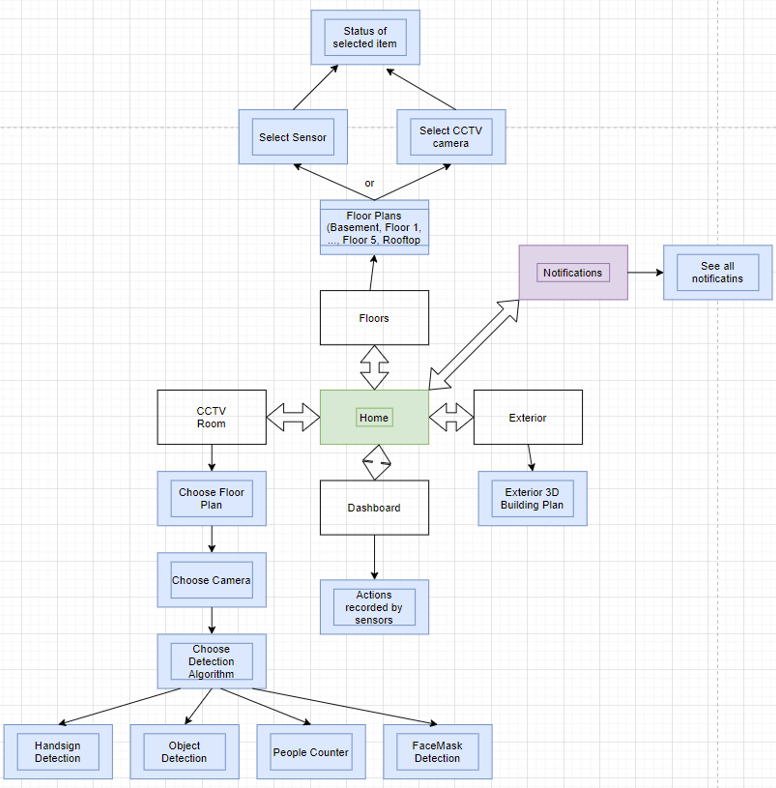 Status of
selected item
Select Sensor
Select CCTV
camera
or
Floor Plans
(Basement, Floor 1,
..., Floor 5, Rooftop
Notifications
See all
notificatins
Floors
CCTV
Room
Home
Exterior
Choose Floor
Plan
Dashboard
Exterior 3D
Building Plan
Choose Camera
Actions
recorded by
sensors
Choose
Detection
Algorithm
Handsign
Detection
Object
Detection
People Counter
FaceMask
Detection